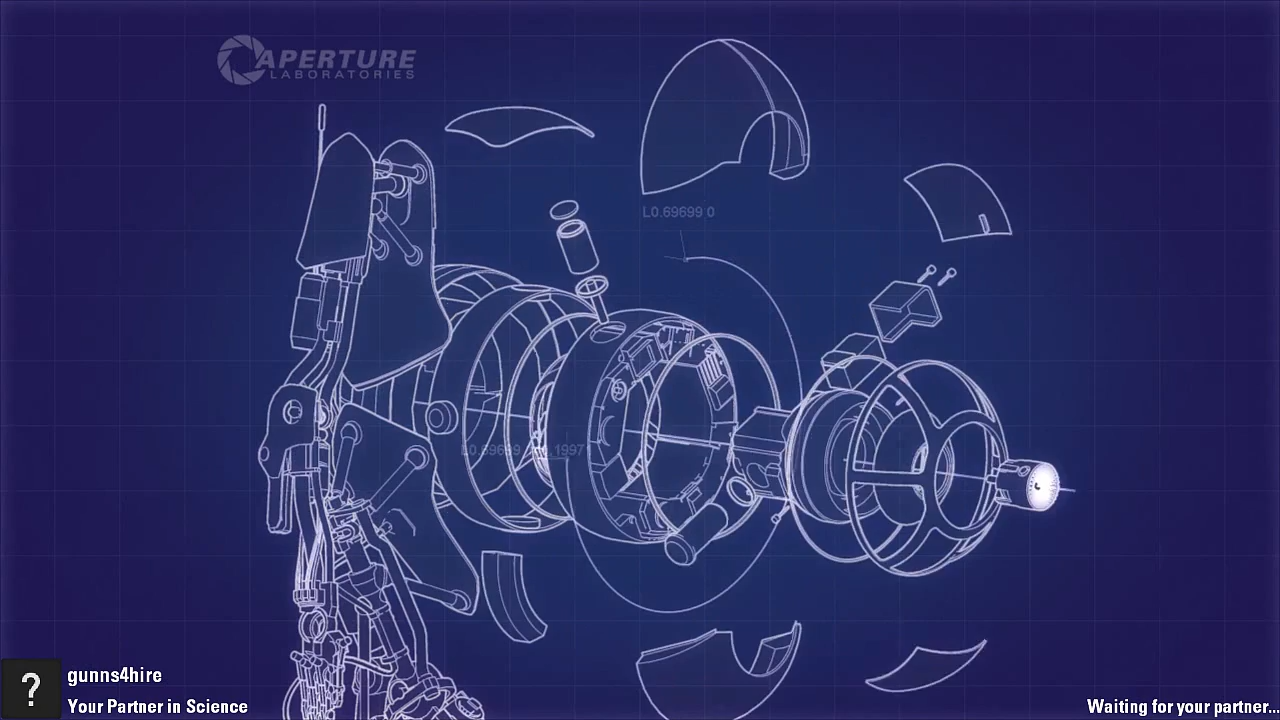 APERTURE
LABORATORIES
L0.69699 0
?
gunns4hire
Your Partner in Science
Waiting for your partner...